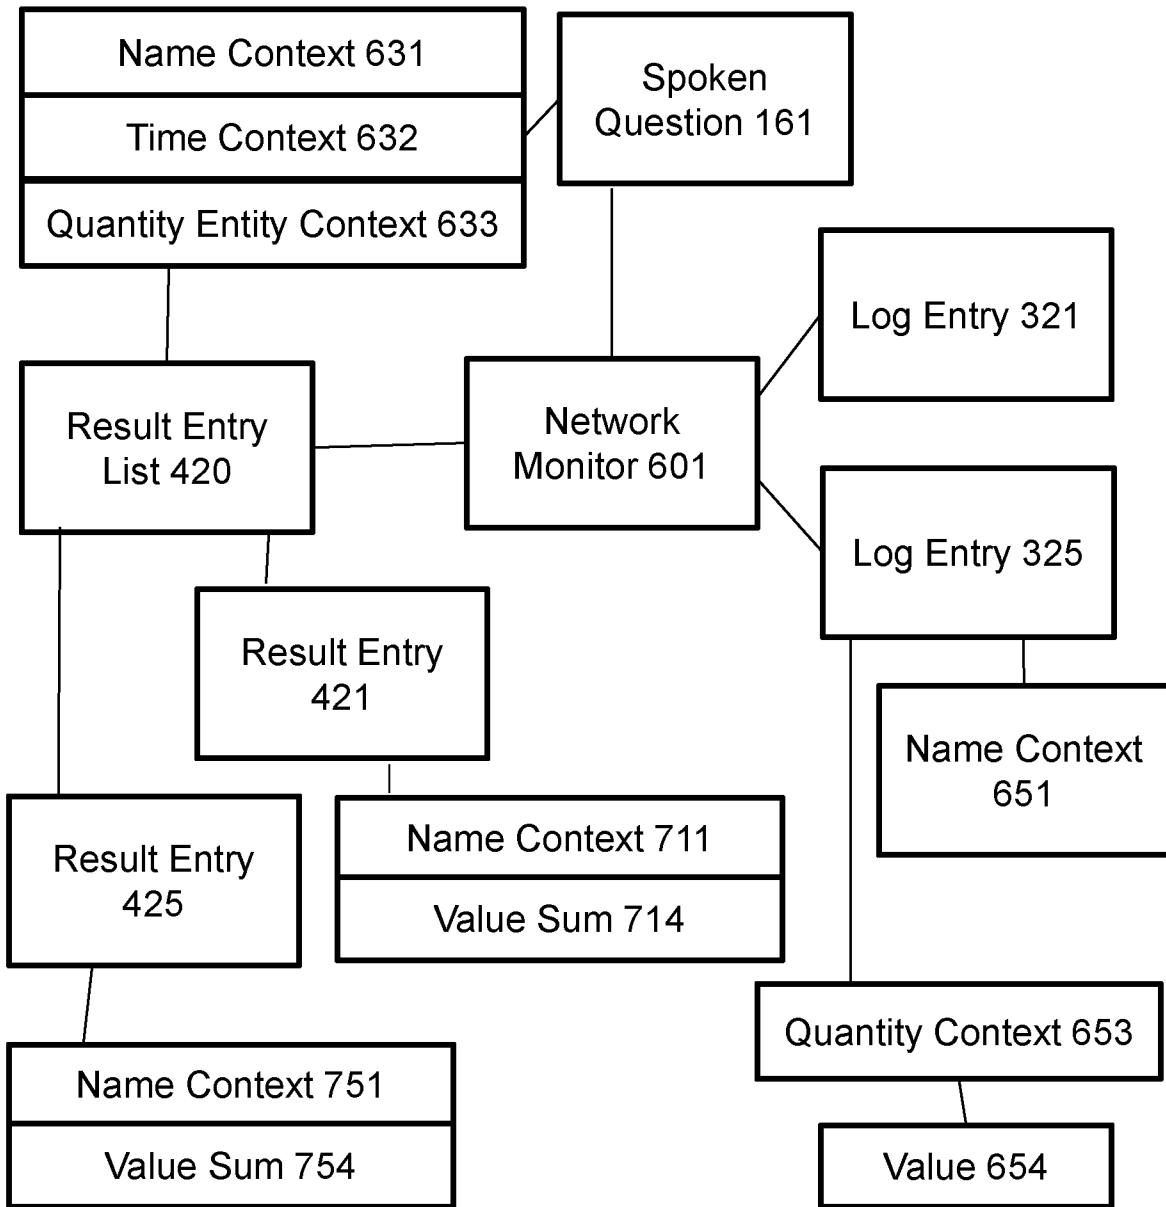 Name Context 631
Time Context 632
Quantity Entity Context 633
Spoken
Question 161
Log Entry 321
Result Entry
List 420
Network
Monitor 601
Log Entry 325
Result Entry
421
Name Context
651
Result Entry
425
Name Context 711
Value Sum 714
Quantity Context 653
Name Context 751
Value Sum 754
Value 654